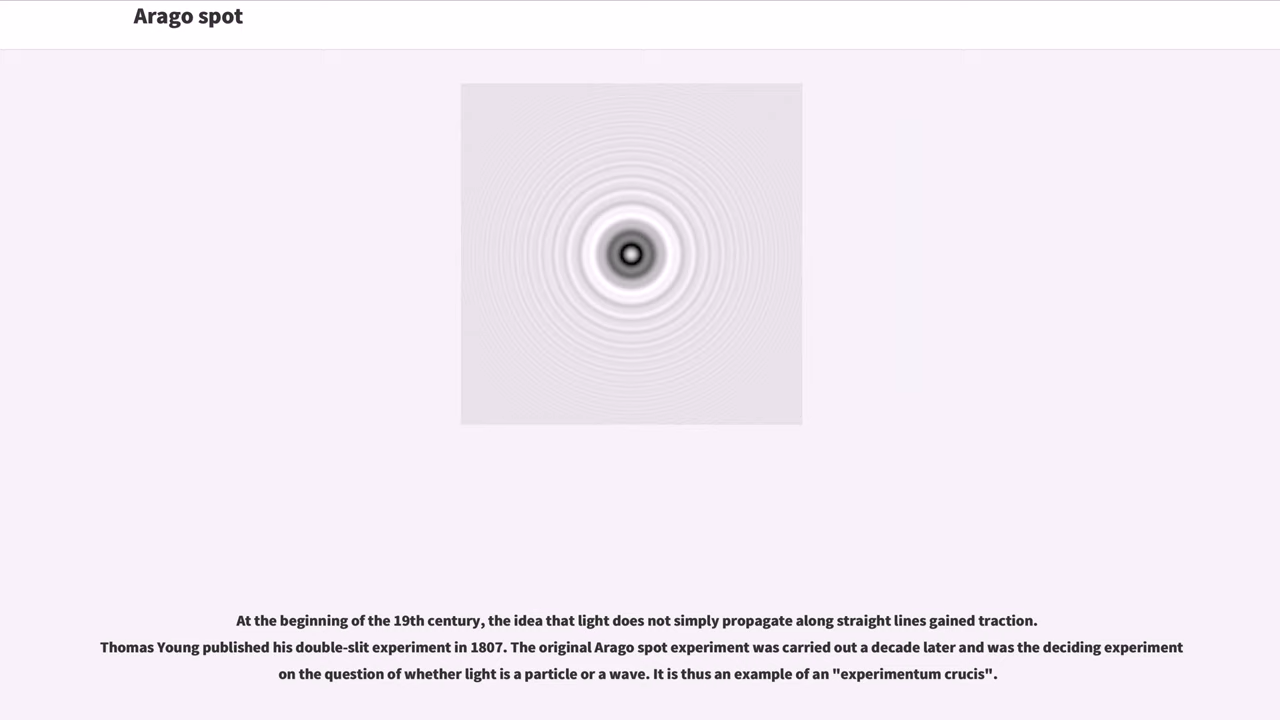 Arago spot
At the beginning of the 19th century, the idea that light does not simply propagate along straight lines gained traction.
Thomas Young published his double-slit experiment in 1807. The original Arago spot experiment was carried out a decade later and was the deciding experiment
on the question of whether light is a particle or a wave. It is thus an example of an "experimentum crucis".